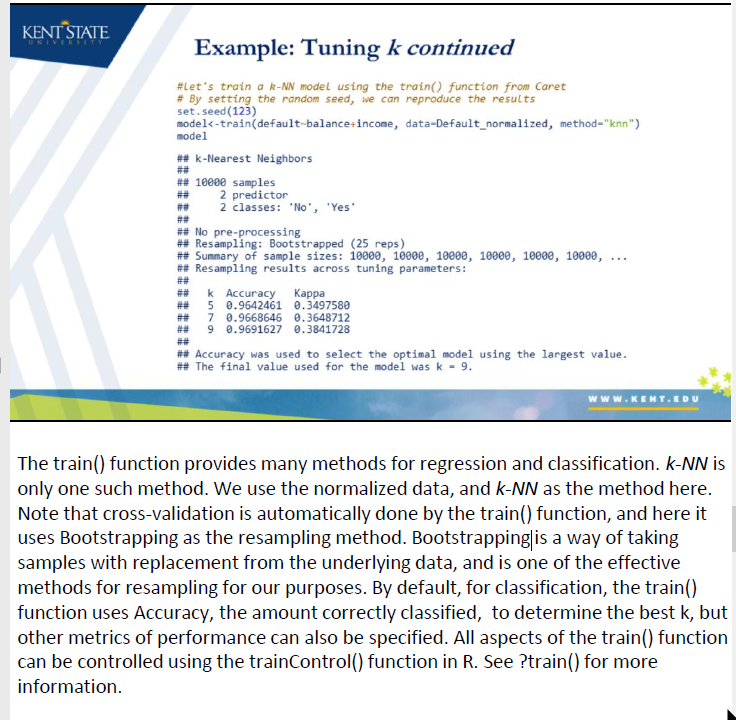 KENT STATE
UNIVERSITY
Example: Tuning k continued
#Let's train a k-NN model using the train() function from Caret
# By setting the random seed, we can reproduce the results
set.seed(123)
model<-train(default~balance+income, data=Default_normalized, method="knn")
model
## k-Nearest Neighbors
##
## 10000 samples
##     2 predictor
##     2 classes: 'No', 'Yes'
##
## No pre-processing
## Resampling: Bootstrapped (25 reps)
## Summary of sample sizes: 10000, 10000, 10000, 10000, 10000, 10000, ...
## Resampling results across tuning parameters:
##
##   k  Accuracy   Kappa
##   5  0.9642461  0.3497580
##   7  0.9668646  0.3648712
##   9  0.9691627  0.3841728
##
## Accuracy was used to select the optimal model using the largest value.
## The final value used for the model was k = 9.
WWW.KENT.EDU
The train() function provides many methods for regression and classification. k-NN is
only one such method. We use the normalized data, and k-NN as the method here.
Note that cross-validation is automatically done by the train() function, and here it
uses Bootstrapping as the resampling method. Bootstrapping is a way of taking
samples with replacement from the underlying data, and is one of the effective
methods for resampling for our purposes. By default, for classification, the train()
function uses Accuracy, the amount correctly classified,  to determine the best k, but
other metrics of performance can also be specified. All aspects of the train() function
can be controlled using the trainControl() function in R. See ?train() for more
information.